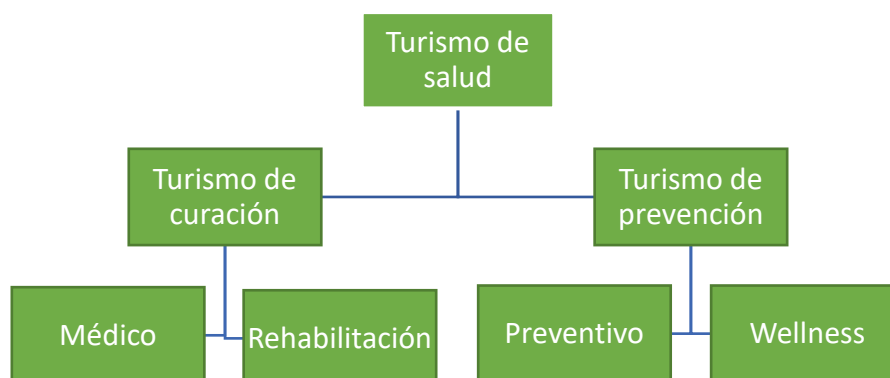 Turismo de
salud
Turismo de
curación
Turismo de
prevención
Médico
Rehabilitación
Preventivo
Wellness